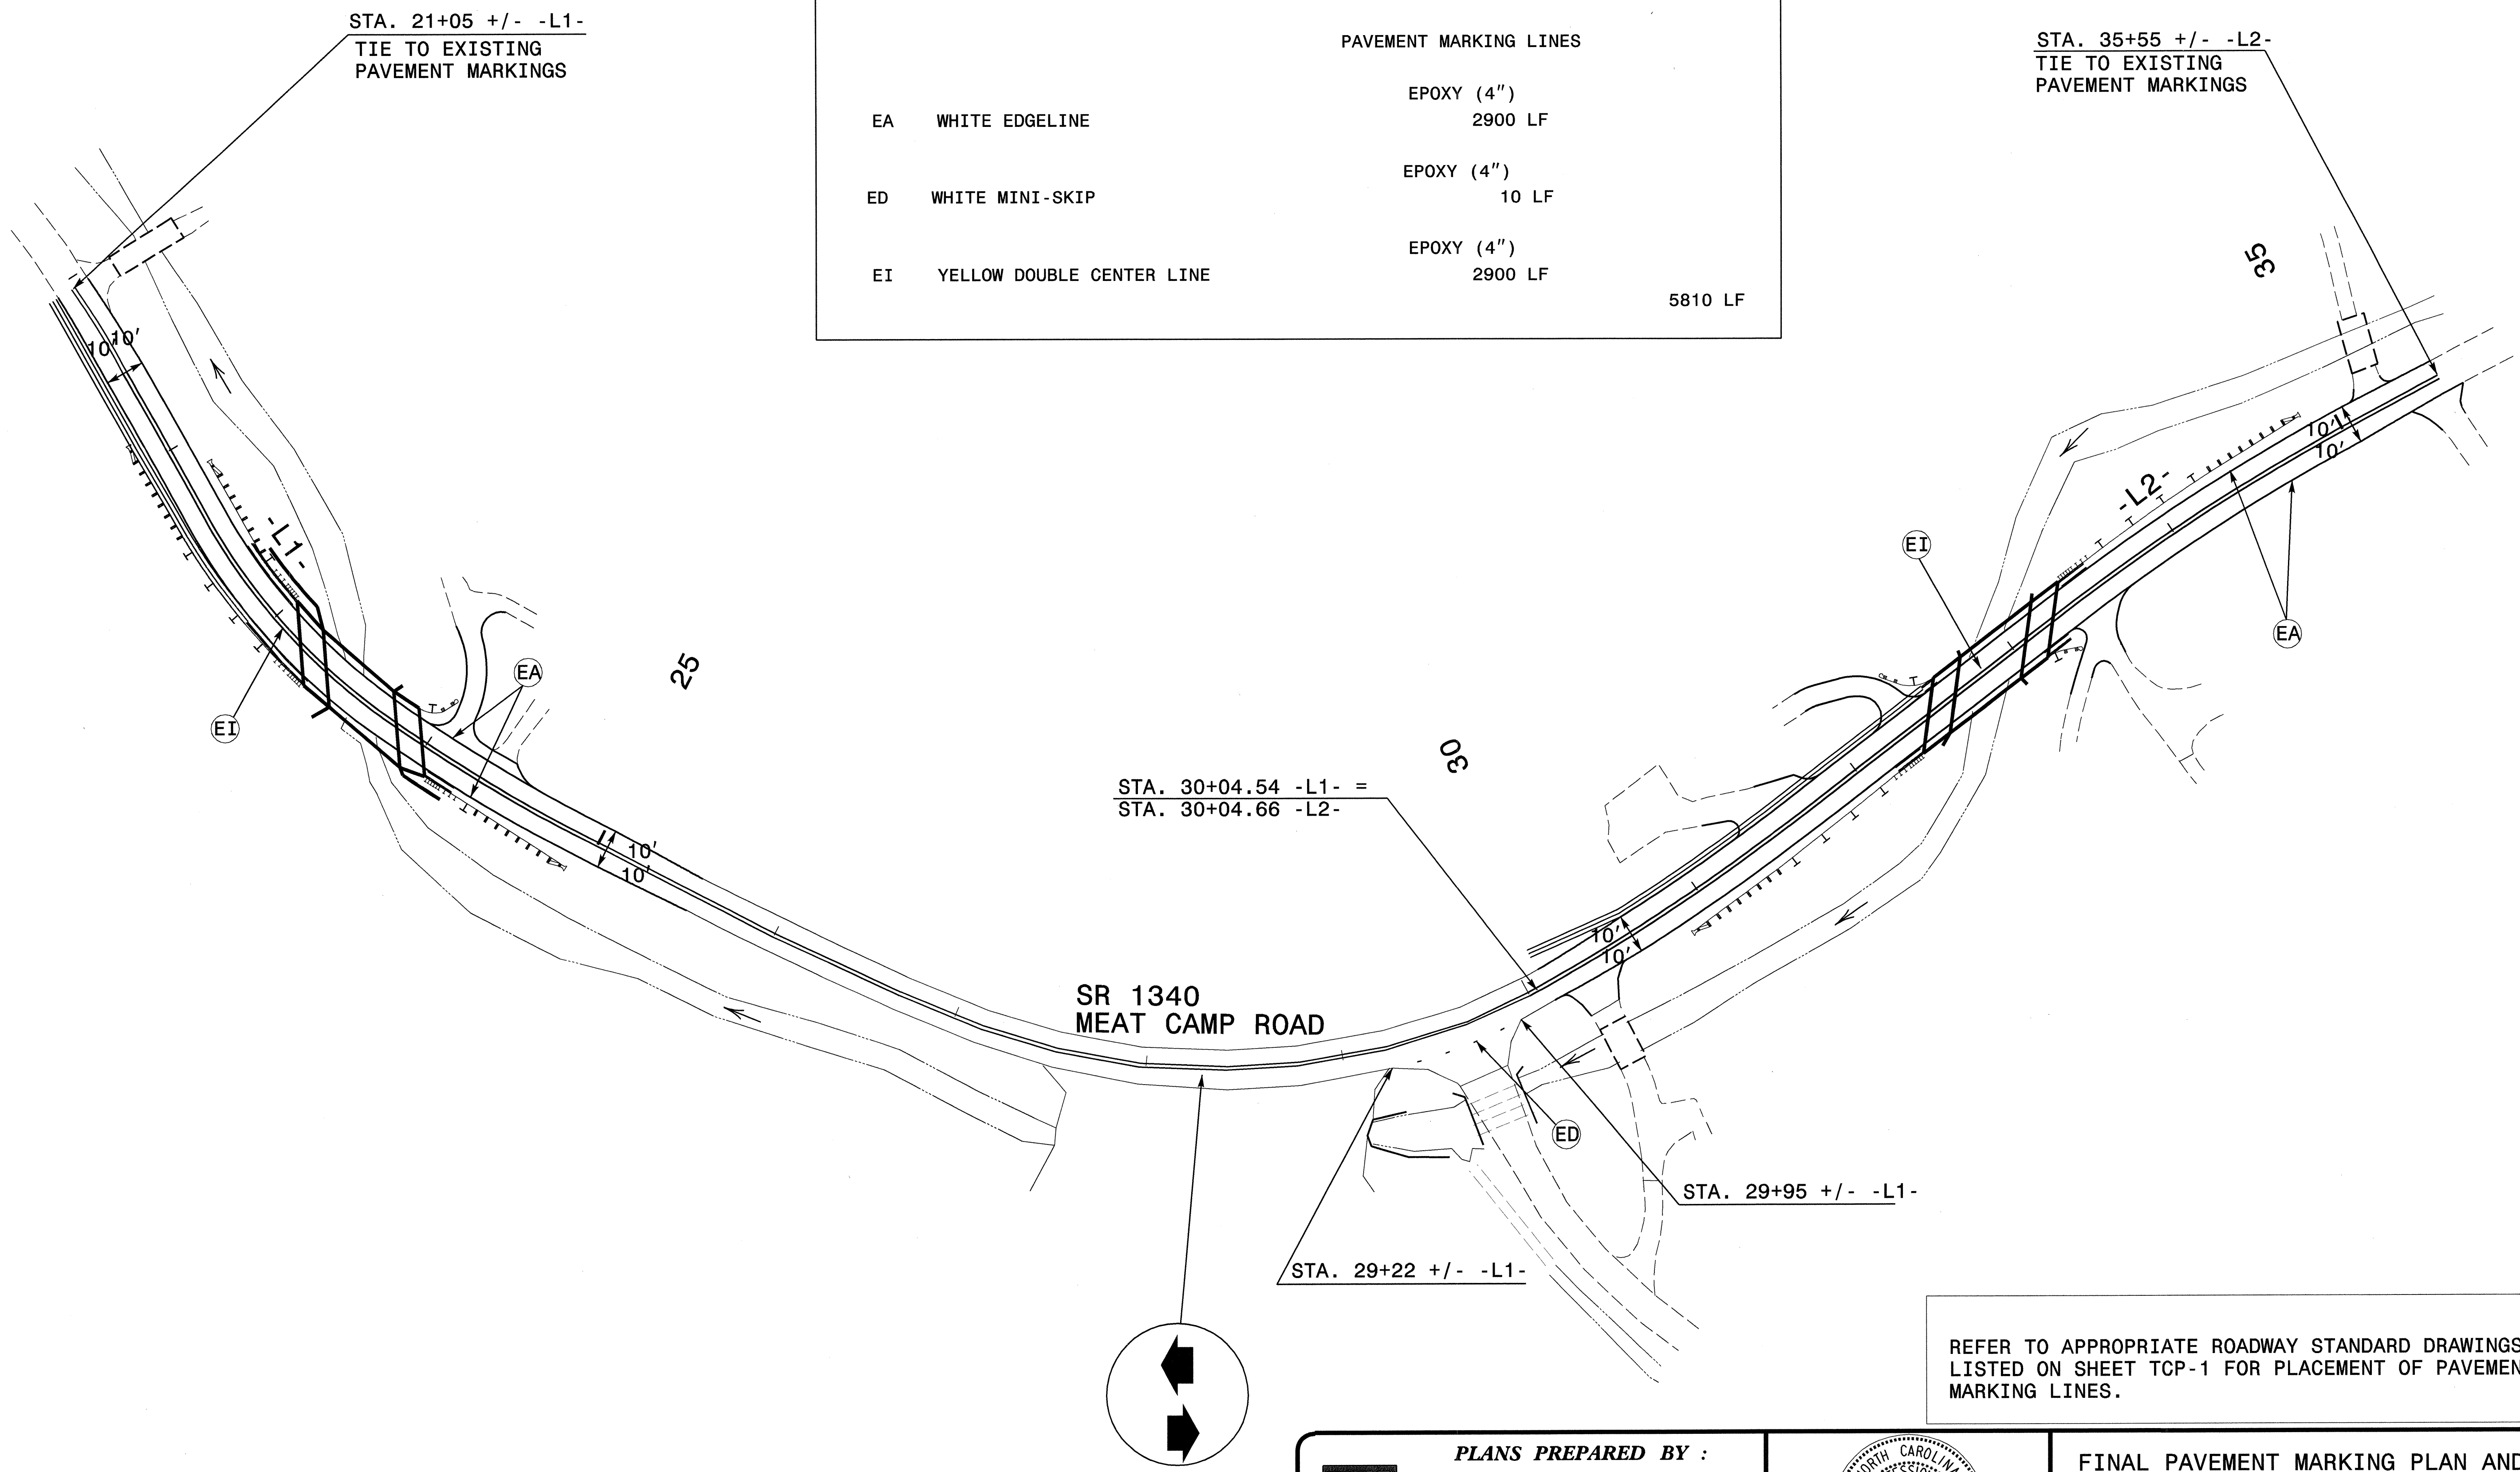 STA. 21+05 +/- -L1-
TIE TO EXISTING
PAVEMENT MARKINGS
PAVEMENT MARKING LINES
EPOXY (4")
EA WHITE EDGELINE 2900 LF
EPOXY (4")
ED WHITE MINI-SKIP 10 LF
EPOXY (4")
EI YELLOW DOUBLE CENTER LINE 2900 LF
5810 LF
STA. 35+55 +/- -L2-
TIE TO EXISTING
PAVEMENT MARKINGS
35
10'
10'
10'
10'
-L1-
-L2-
EI
EA
EI
EA
25
30
STA. 30+04.54 -L1- =
STA. 30+04.66 -L2-
10'
10'
10'
10'
SR 1340
MEAT CAMP ROAD
ED
STA. 29+95 +/- -L1-
STA. 29+22 +/- -L1-
REFER TO APPROPRIATE ROADWAY STANDARD DRAWINGS
LISTED ON SHEET TCP-1 FOR PLACEMENT OF PAVEMEN
MARKING LINES.
PLANS PREPARED BY :
NORTH CAROLINA
FINAL PAVEMENT MARKING PLAN AND